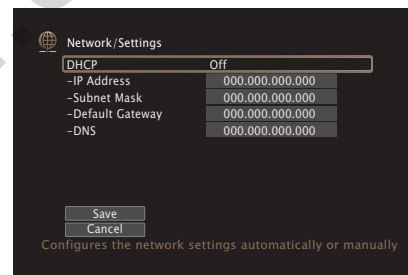 Network/Settings
DHCP Off
-IP Address 000.000.000.000
-Subnet Mask 000.000.000.000
-Default Gateway 000.000.000.000
-DNS 000.000.000.000
Save
Cancel
Configures the network settings automatically or manually